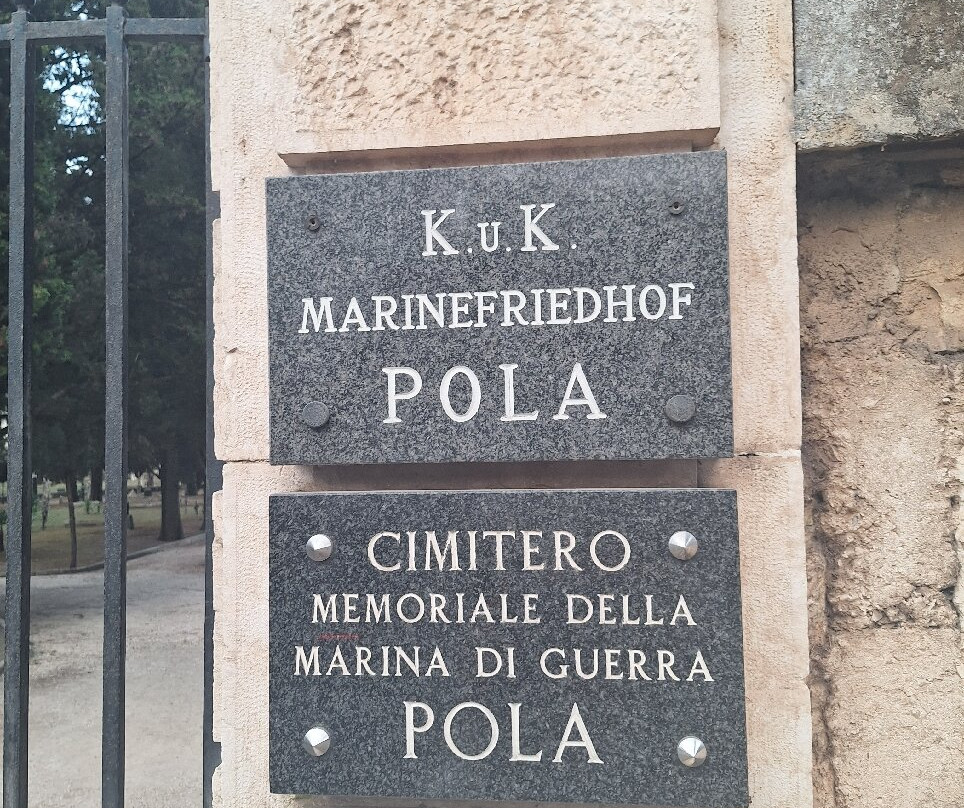 K.u.K.
MARINEFRIEDHOF
POLA
CIMITERO
MEMORIALE DELLA
MARINA DI GUERRA
POLA